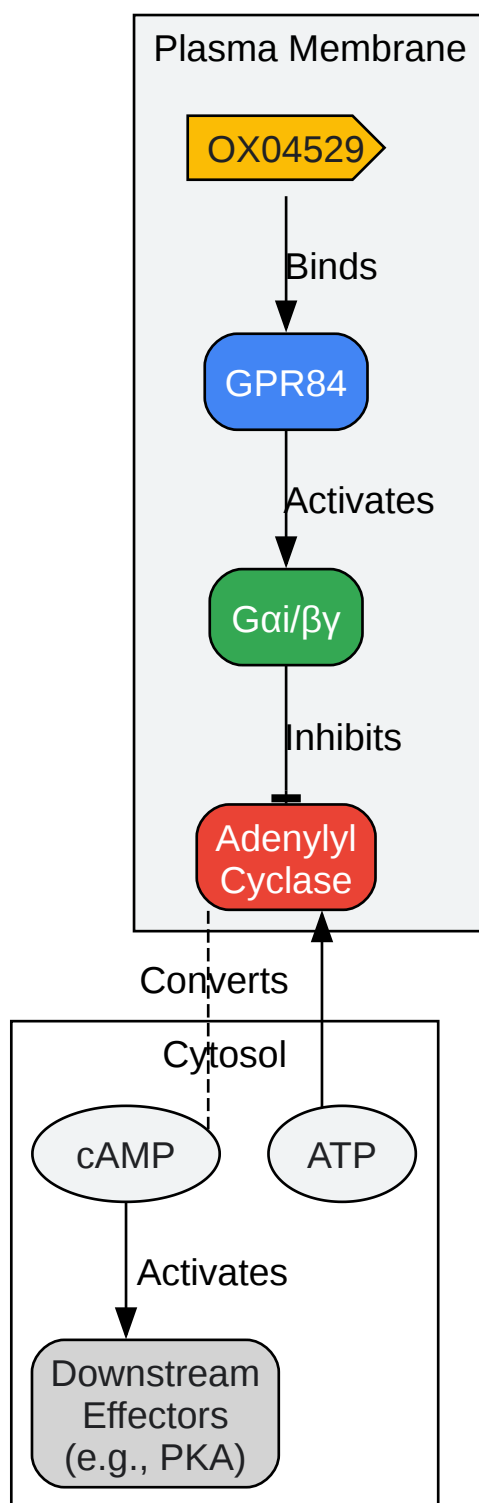 Plasma Membrane
OX04529
Binds
GPR84
Activates
Gαi/βγ
Inhibits
Adenylyl
Cyclase
Converts
Cytosol
cAMP
ATP
Activates
Downstream
Effectors
(e.g., PKA)